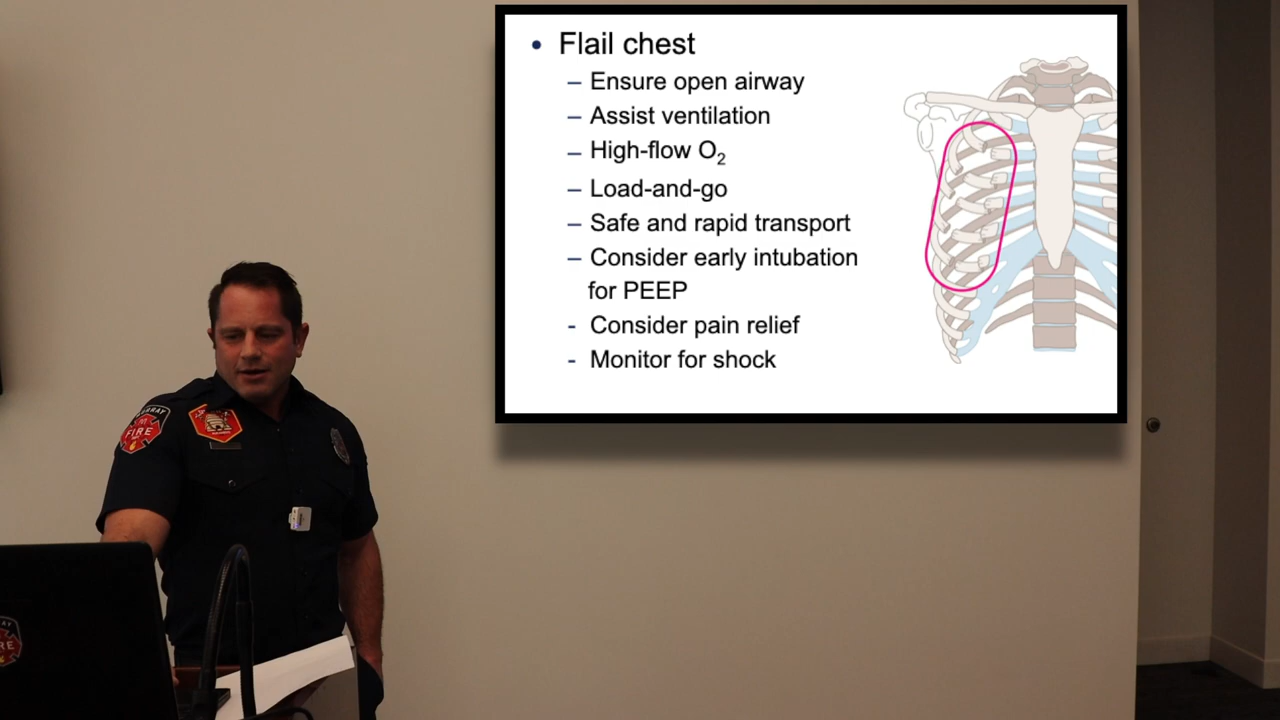 • Flail chest
– Ensure open airway
– Assist ventilation
– High-flow O₂
– Load-and-go
– Safe and rapid transport
– Consider early intubation
for PEEP
- Consider pain relief
- Monitor for shock
FIRE